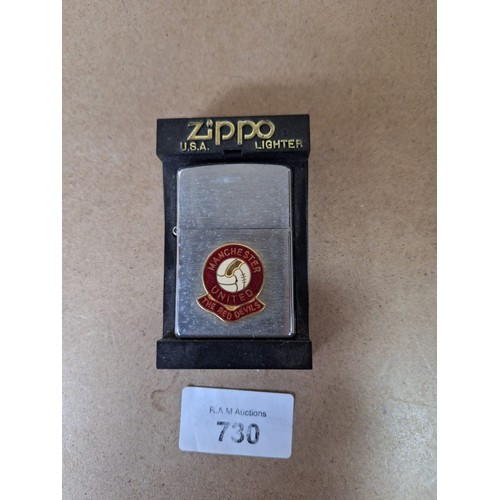 Zippo
U.S.A. LIGHTER
MANCHESTER
UNITED
THE RED DEVILS
R.A.M Auctions
730